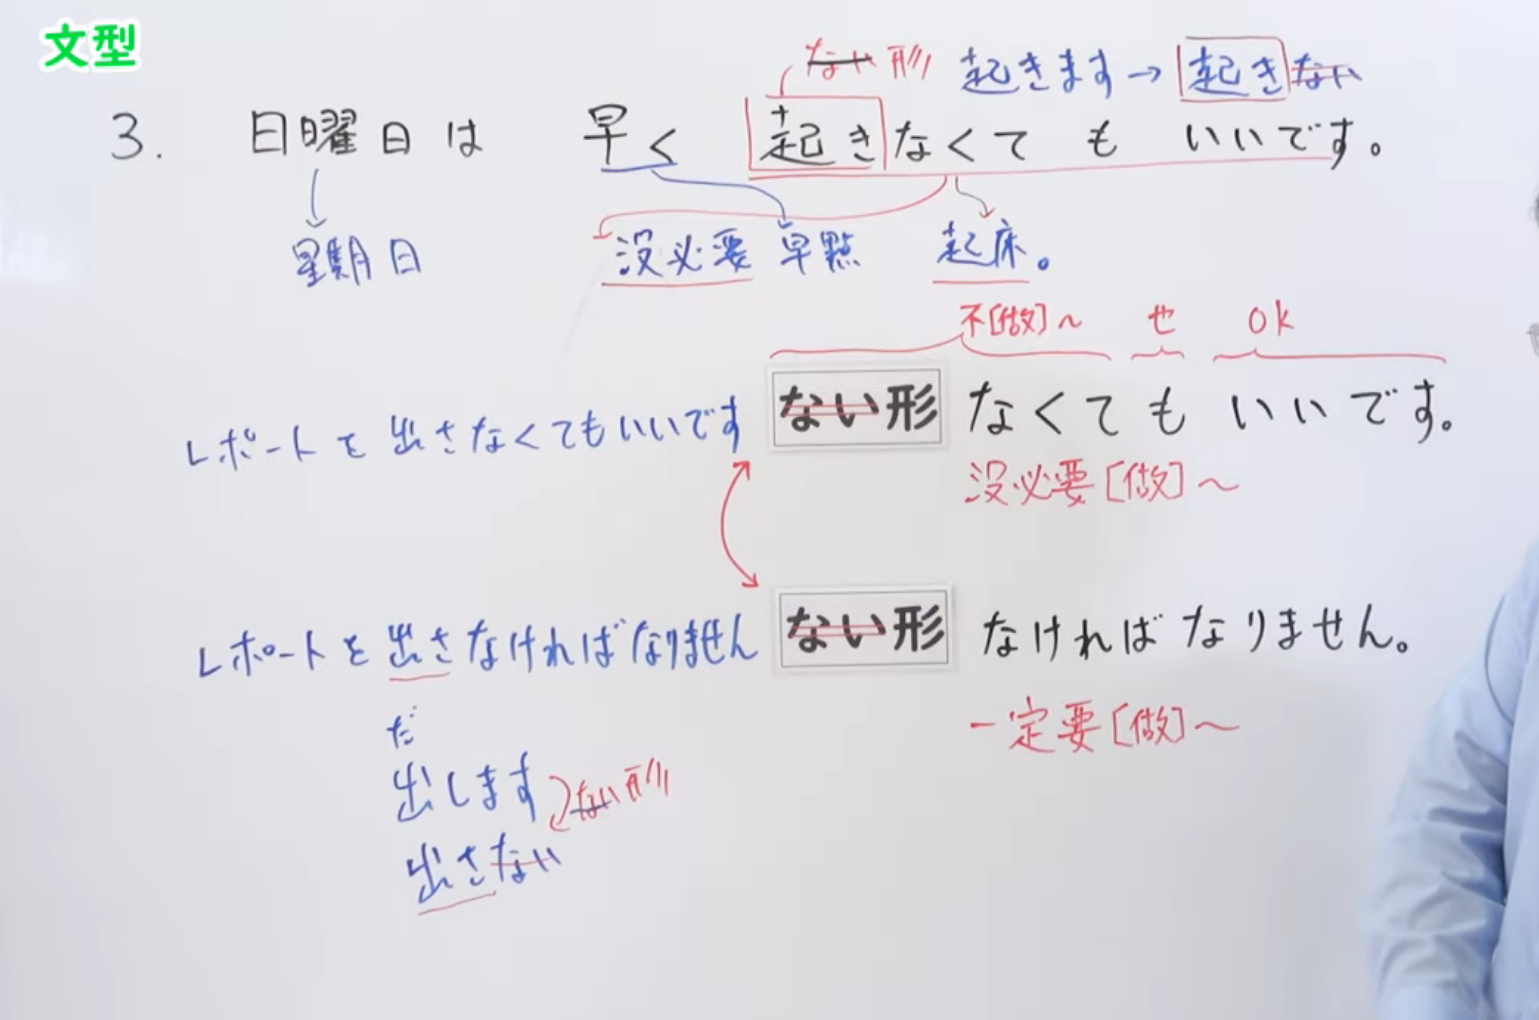 文型
ない形 起きます→起きない
3. 日曜日は 早く 起きなくても いいです。
星期日 没必要 早點 起床。
不[做]~ 也 ok
レポートを出さなくてもいいです ない形 なくても いいです。
没必要[做]~
レポートを出さなければなりません ない形 なければなりません。
だ 一定要[做]~
出します ない形
出さない